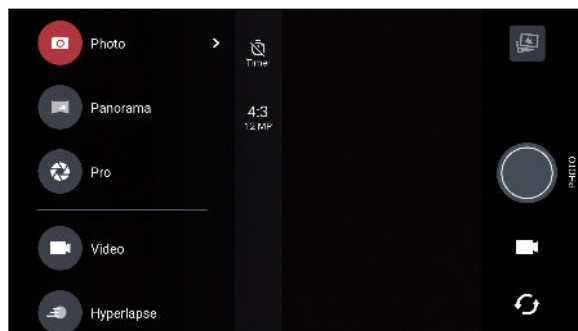 Photo
Panorama
Pro
Video
Hyperlapse
Timer
4:3
12 MP
PHOTO